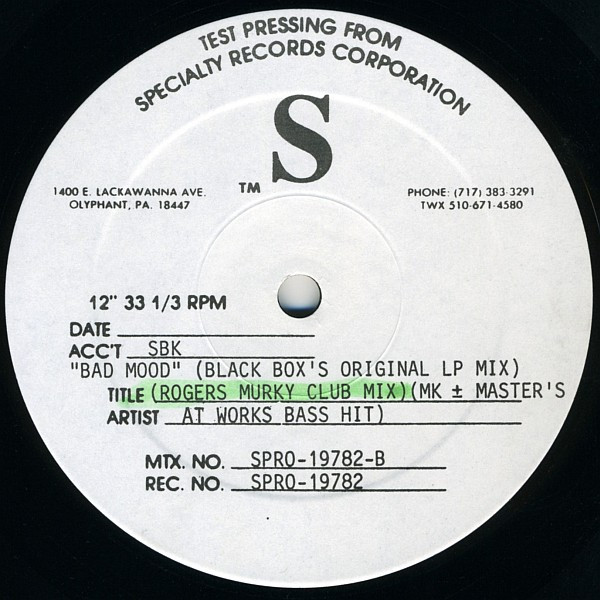 TEST PRESSING FROM
SPECIALTY RECORDS CORPORATION
S
TM
1400 E. LACKAWANNA AVE.
OLYPHANT, PA. 18447
PHONE: (717) 383-3291
TWX 510-671-4580
12" 33 1/3 RPM
DATE
ACC'T SBK
"BAD MOOD" (BLACK BOX'S ORIGINAL LP MIX)
TITLE (ROGERS MURKY CLUB MIX)(MK ± MASTER'S
ARTIST AT WORKS BASS HIT)
MTX. NO. SPRO-19782-B
REC. NO. SPRO-19782